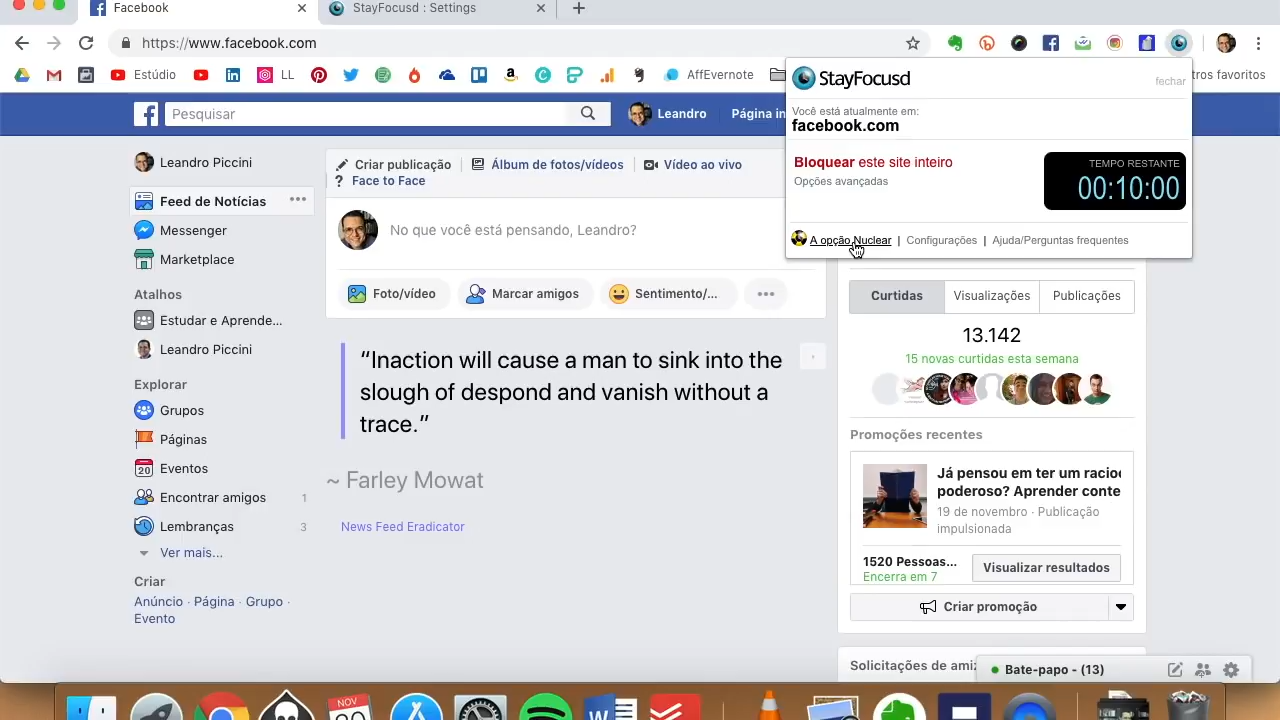 Facebook
StayFocusd : Settings
https://www.facebook.com
Estúdio
LL
AffEvernote
tros favoritos
StayFocusd
fechar
Você está atualmente em:
facebook.com
Bloquear este site inteiro
Opções avançadas
TEMPO RESTANTE
00:10:00
A opção Nuclear | Configurações | Ajuda/Perguntas frequentes
Pesquisar
Leandro
Página in
Leandro Piccini
Feed de Notícias
Messenger
Marketplace
Atalhos
Estudar e Aprende...
Leandro Piccini
Explorar
Grupos
Páginas
20
Eventos
Encontrar amigos 1
Lembranças 3
Ver mais...
Criar
Anúncio · Página · Grupo ·
Evento
Criar publicação
Álbum de fotos/vídeos
Vídeo ao vivo
? Face to Face
No que você está pensando, Leandro?
Foto/vídeo
Marcar amigos
Sentimento/...
“Inaction will cause a man to sink into the
slough of despond and vanish without a
trace.”
~ Farley Mowat
News Feed Eradicator
Curtidas
Visualizações
Publicações
13.142
15 novas curtidas esta semana
Promoções recentes
Já pensou em ter um racioc
poderoso? Aprender conte
19 de novembro · Publicação
impulsionada
1520 Pessoas...
Encerra em 7
Visualizar resultados
Criar promoção
Solicitações de amiz
Bate-papo - (13)
NOV
W